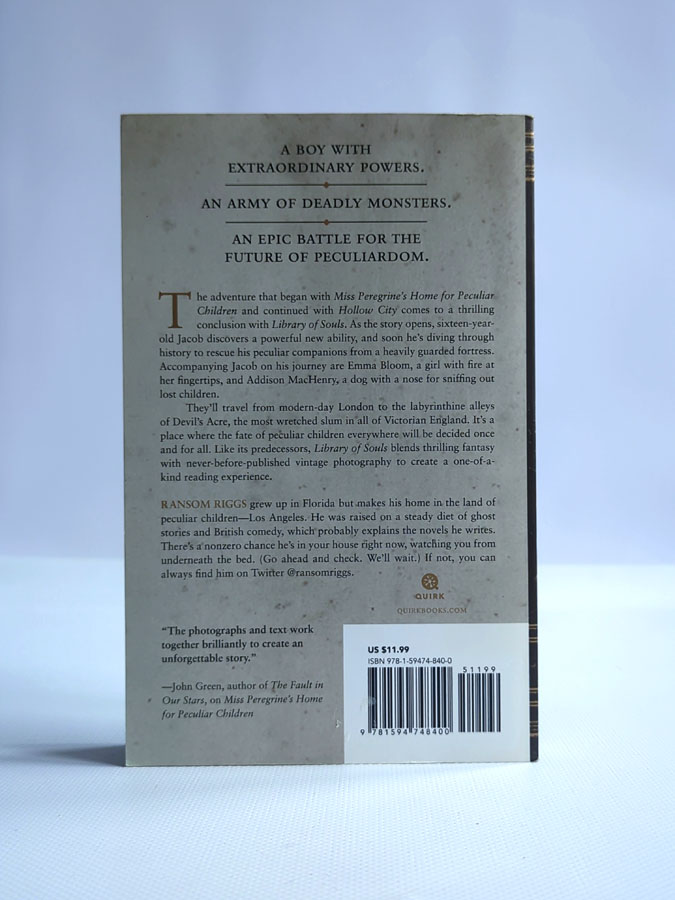 A BOY WITH
EXTRAORDINARY POWERS.
AN ARMY OF DEADLY MONSTERS.
AN EPIC BATTLE FOR THE
FUTURE OF PECULIARDOM.
The adventure that began with Miss Peregrine's Home for Peculiar
Children and continued with Hollow City comes to a thrilling
conclusion with Library of Souls. As the story opens, sixteen-year-
old Jacob discovers a powerful new ability, and soon he's diving through
history to rescue his peculiar companions from a heavily guarded fortress.
Accompanying Jacob on his journey are Emma Bloom, a girl with fire at
her fingertips, and Addison MacHenry, a dog with a nose for sniffing out
lost children.
They'll travel from modern-day London to the labyrinthine alleys
of Devil's Acre, the most wretched slum in all of Victorian England. It's a
place where the fate of peculiar children everywhere will be decided once
and for all. Like its predecessors, Library of Souls blends thrilling fantasy
with never-before-published vintage photography to create a one-of-a-
kind reading experience.
RANSOM RIGGS grew up in Florida but makes his home in the land of
peculiar children—Los Angeles. He was raised on a steady diet of ghost
stories and British comedy, which probably explains the novels he writes.
There's a nonzero chance he's in your house right now, watching you from
underneath the bed. (Go ahead and check. We'll wait.) If not, you can
always find him on Twitter @ransomriggs.
QUIRK
QUIRKBOOKS.COM
"The photographs and text work
together brilliantly to create an
unforgettable story."
—John Green, author of The Fault in
Our Stars, on Miss Peregrine's Home
for Peculiar Children
US $11.99
ISBN 978-1-59474-840-0
51199
9 781594 748400